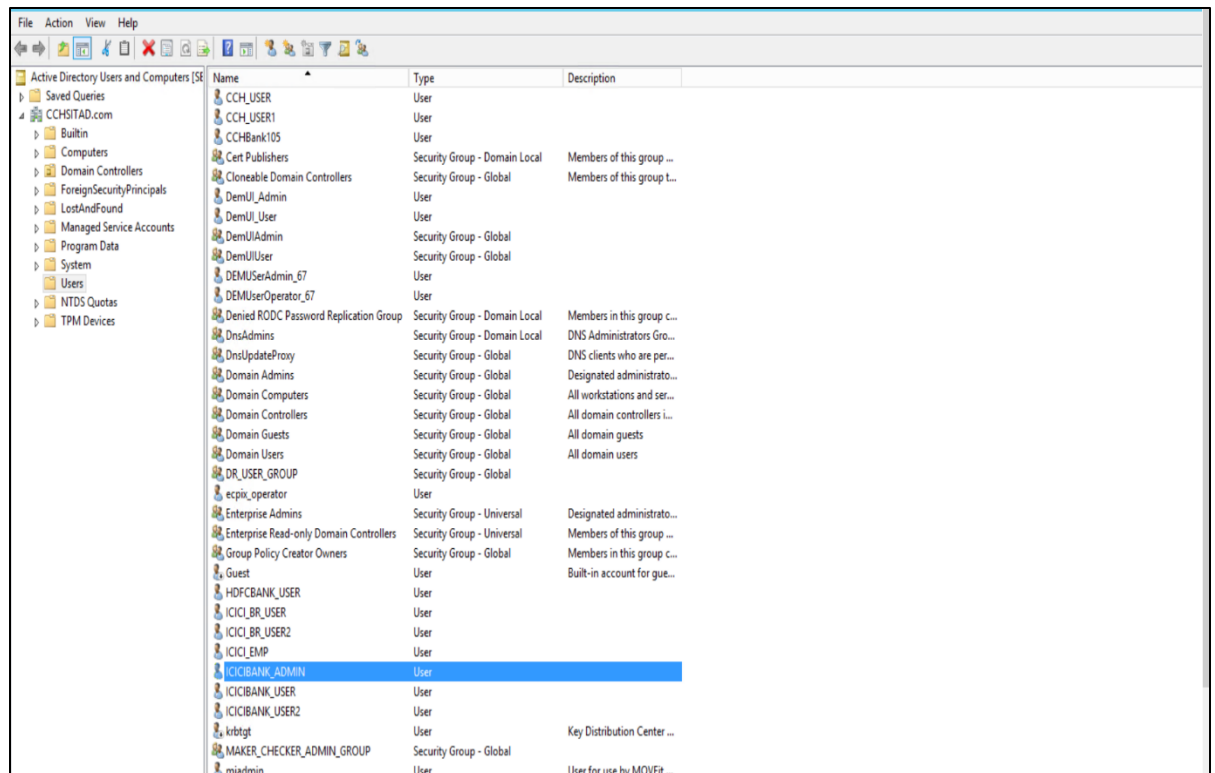 File Action View Help
Active Directory Users and Computers [SE
Saved Queries
CCHSITAD.com
Builtin
Computers
Domain Controllers
ForeignSecurityPrincipals
LostAndFound
Managed Service Accounts
Program Data
System
Users
NTDS Quotas
TPM Devices
Name Type Description
CCH_USER User
CCH_USER1 User
CCHBank105 User
Cert Publishers Security Group - Domain Local Members of this group ...
Cloneable Domain Controllers Security Group - Global Members of this group t...
DemUI_Admin User
DemUI_User User
DemUIAdmin Security Group - Global
DemUIUser Security Group - Global
DEMUSerAdmin_67 User
DEMUserOperator_67 User
Denied RODC Password Replication Group Security Group - Domain Local Members in this group c...
DnsAdmins Security Group - Domain Local DNS Administrators Gro...
DnsUpdateProxy Security Group - Global DNS clients who are per...
Domain Admins Security Group - Global Designated administrato...
Domain Computers Security Group - Global All workstations and ser...
Domain Controllers Security Group - Global All domain controllers i...
Domain Guests Security Group - Global All domain guests
Domain Users Security Group - Global All domain users
DR_USER_GROUP Security Group - Global
ecpix_operator User
Enterprise Admins Security Group - Universal Designated administrato...
Enterprise Read-only Domain Controllers Security Group - Universal Members of this group ...
Group Policy Creator Owners Security Group - Global Members in this group c...
Guest User Built-in account for gue...
HDFCBANK_USER User
ICICI_BR_USER User
ICICI_BR_USER2 User
ICICI_EMP User
ICICIBANK_ADMIN User
ICICIBANK_USER User
ICICIBANK_USER2 User
krbtgt User Key Distribution Center ...
MAKER_CHECKER_ADMIN_GROUP Security Group - Global
miadmin User User for use by MOVEit ...